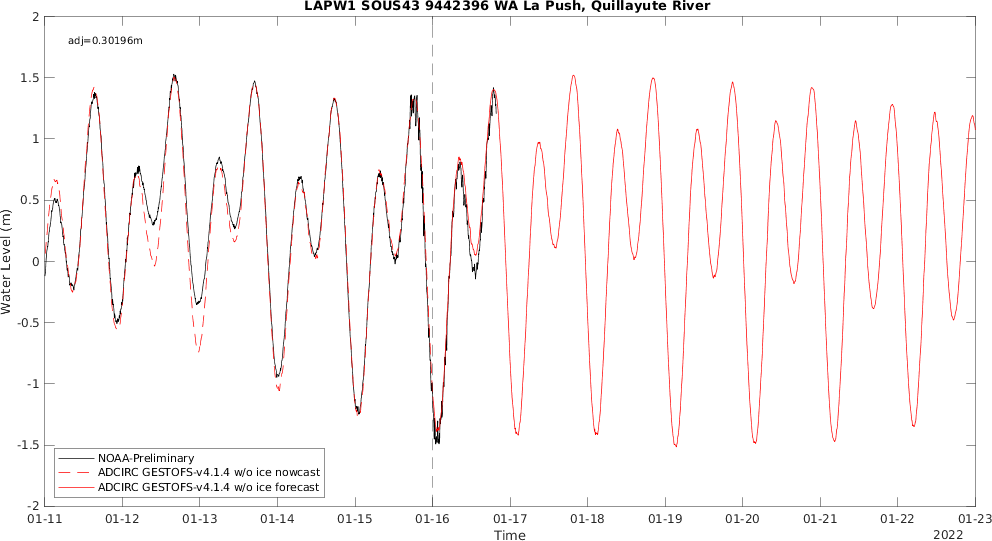 LAPW1 SOUS43 9442396 WA La Push, Quillayute River
adj=0.30196m
2
1.5
1
0.5
0
-0.5
-1
-1.5
-2
Water Level (m)
NOAA-Preliminary
ADCIRC GESTOFS-v4.1.4 w/o ice nowcast
ADCIRC GESTOFS-v4.1.4 w/o ice forecast
01-11 01-12 01-13 01-14 01-15 01-16 01-17 01-18 01-19 01-20 01-21 01-22 01-23
Time
2022